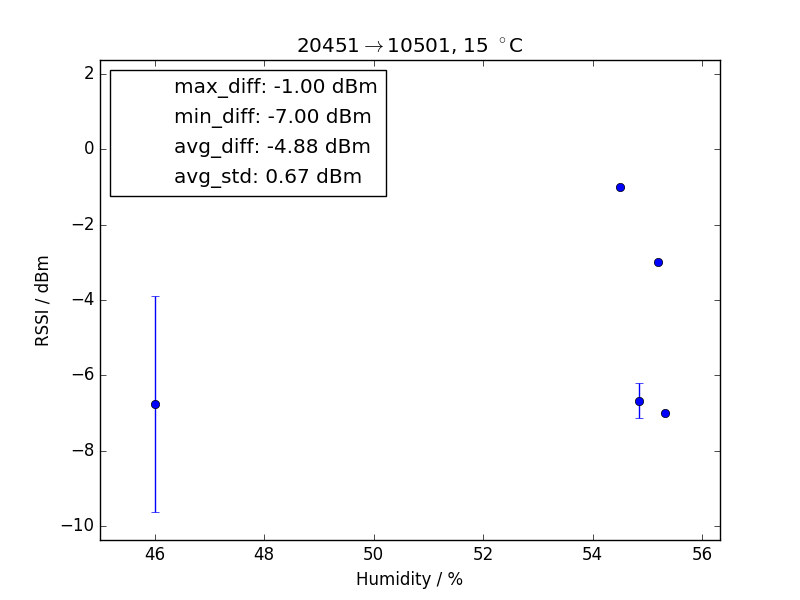 20451→10501, 15 °C
max_diff: -1.00 dBm
min_diff: -7.00 dBm
avg_diff: -4.88 dBm
avg_std: 0.67 dBm
2
0
−2
−4
−6
−8
−10
RSSI / dBm
46 48 50 52 54 56
Humidity / %